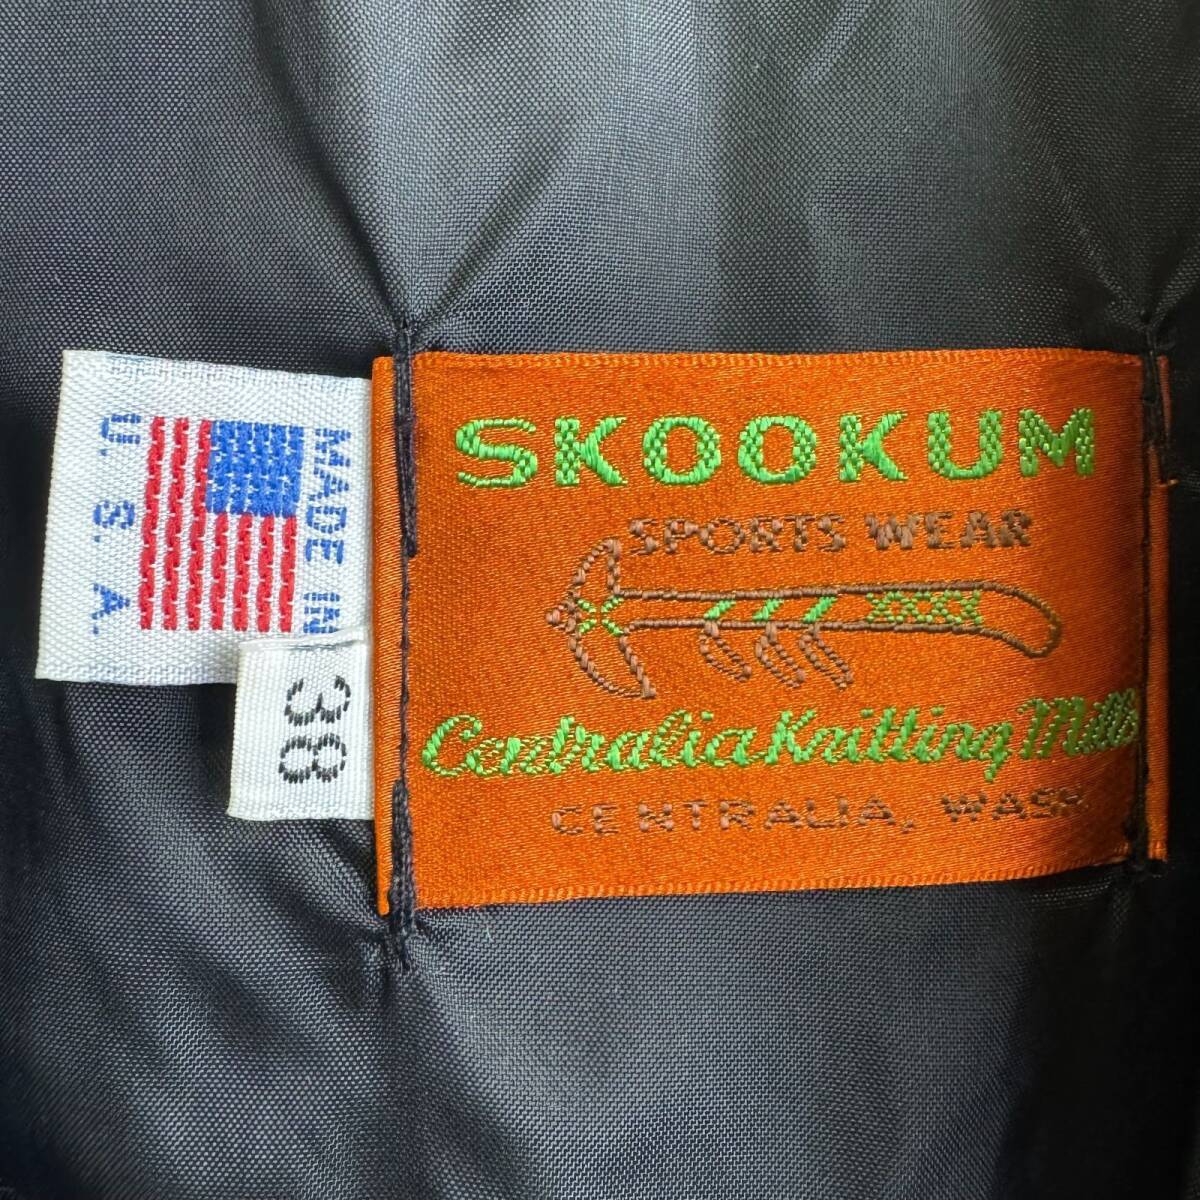 SKOOKUM
SPORTS WEAR
Centralia Knitting Mills
CENTRALIA, WASH
MADE IN
U. S. A.
38